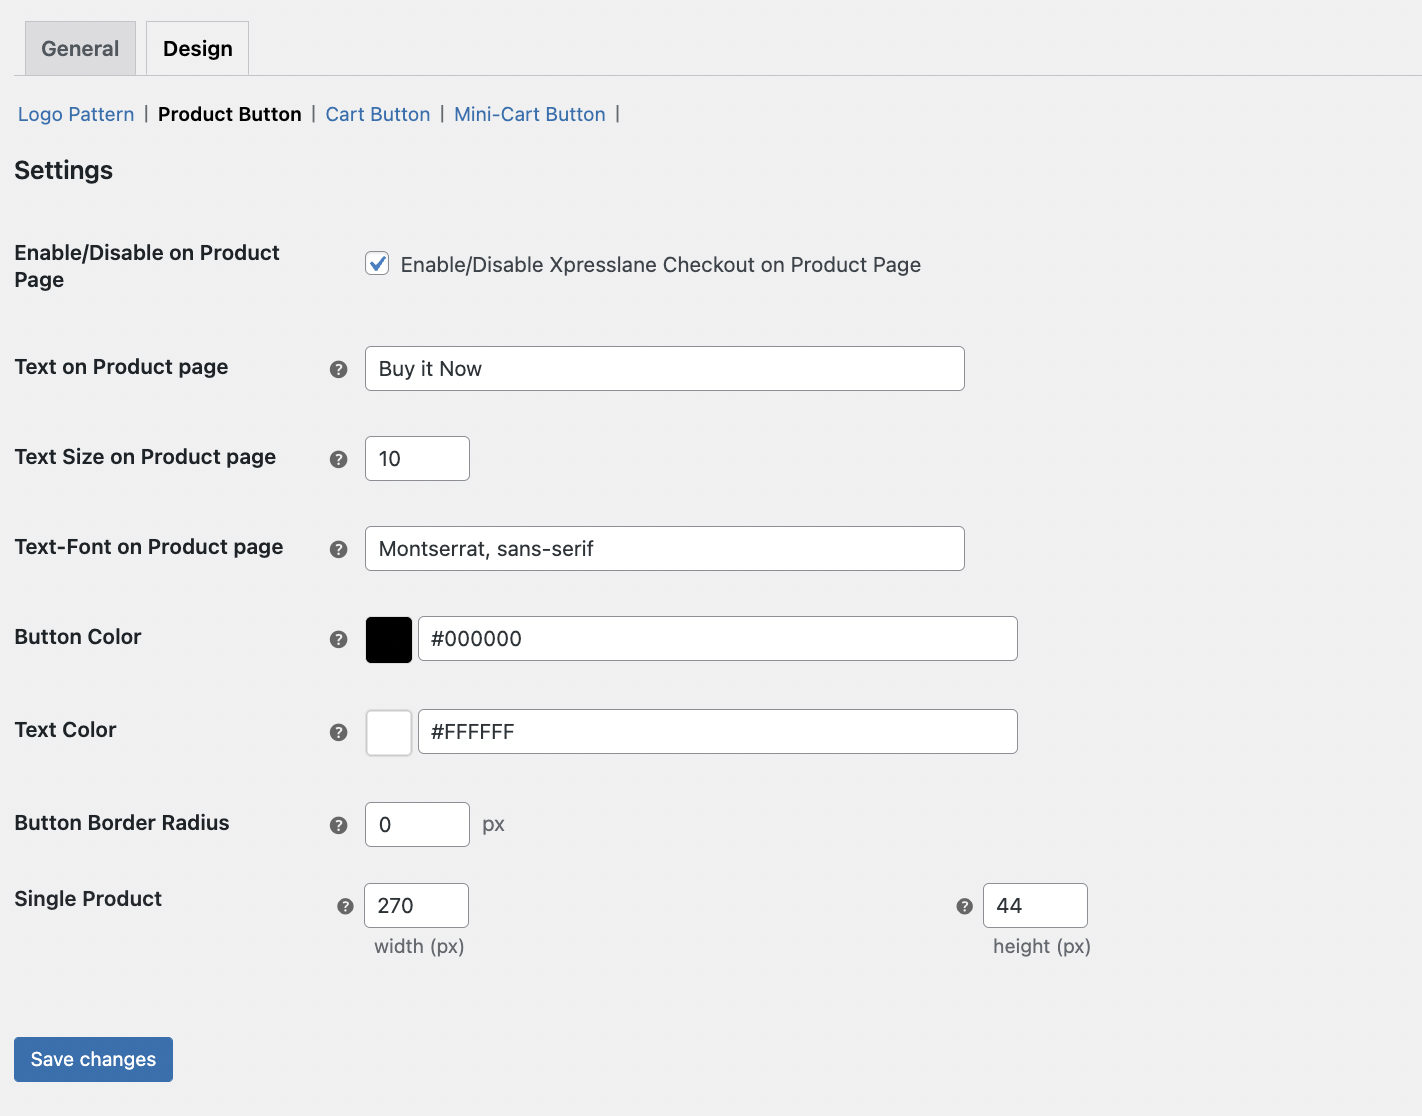 General Design
Logo Pattern | Product Button | Cart Button | Mini-Cart Button |
Settings
Enable/Disable on Product
Page
Enable/Disable Xpresslane Checkout on Product Page
Text on Product page ? Buy it Now
Text Size on Product page ? 10
Text-Font on Product page ? Montserrat, sans-serif
Button Color ? #000000
Text Color ? #FFFFFF
Button Border Radius ? 0 px
Single Product ? 270 ? 44
width (px) height (px)
Save changes